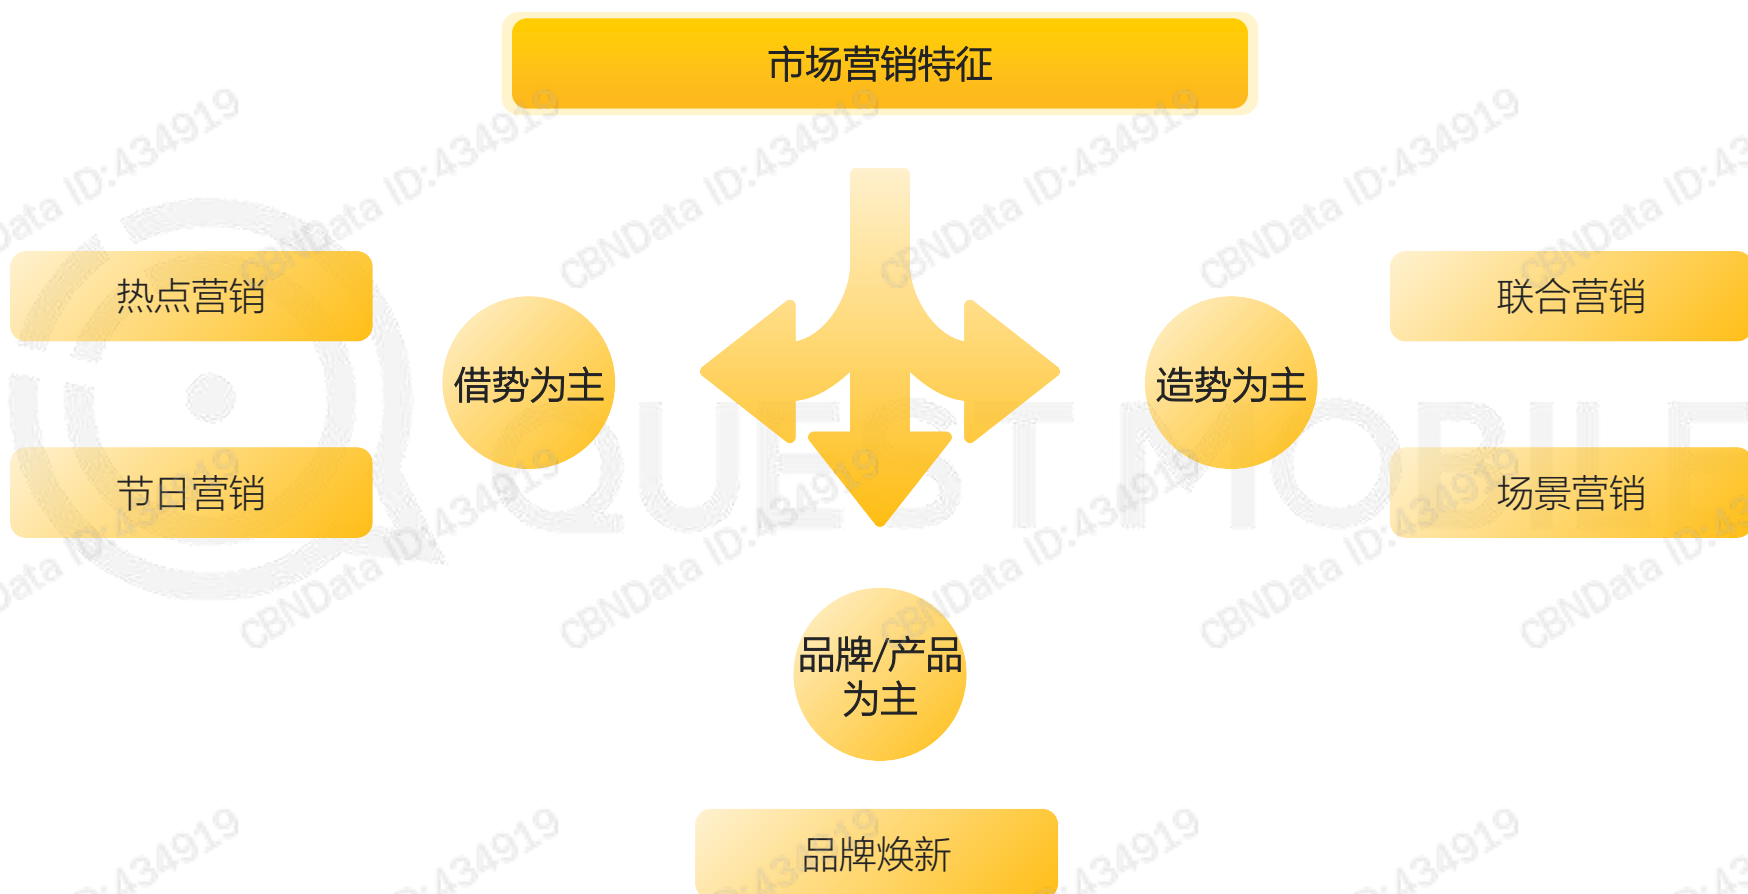 市场营销特征
热点营销
联合营销
借势为主
造势为主
节日营销
场景营销
品牌/产品
为主
品牌焕新
QUEST MOBILE
CBNData ID:434919